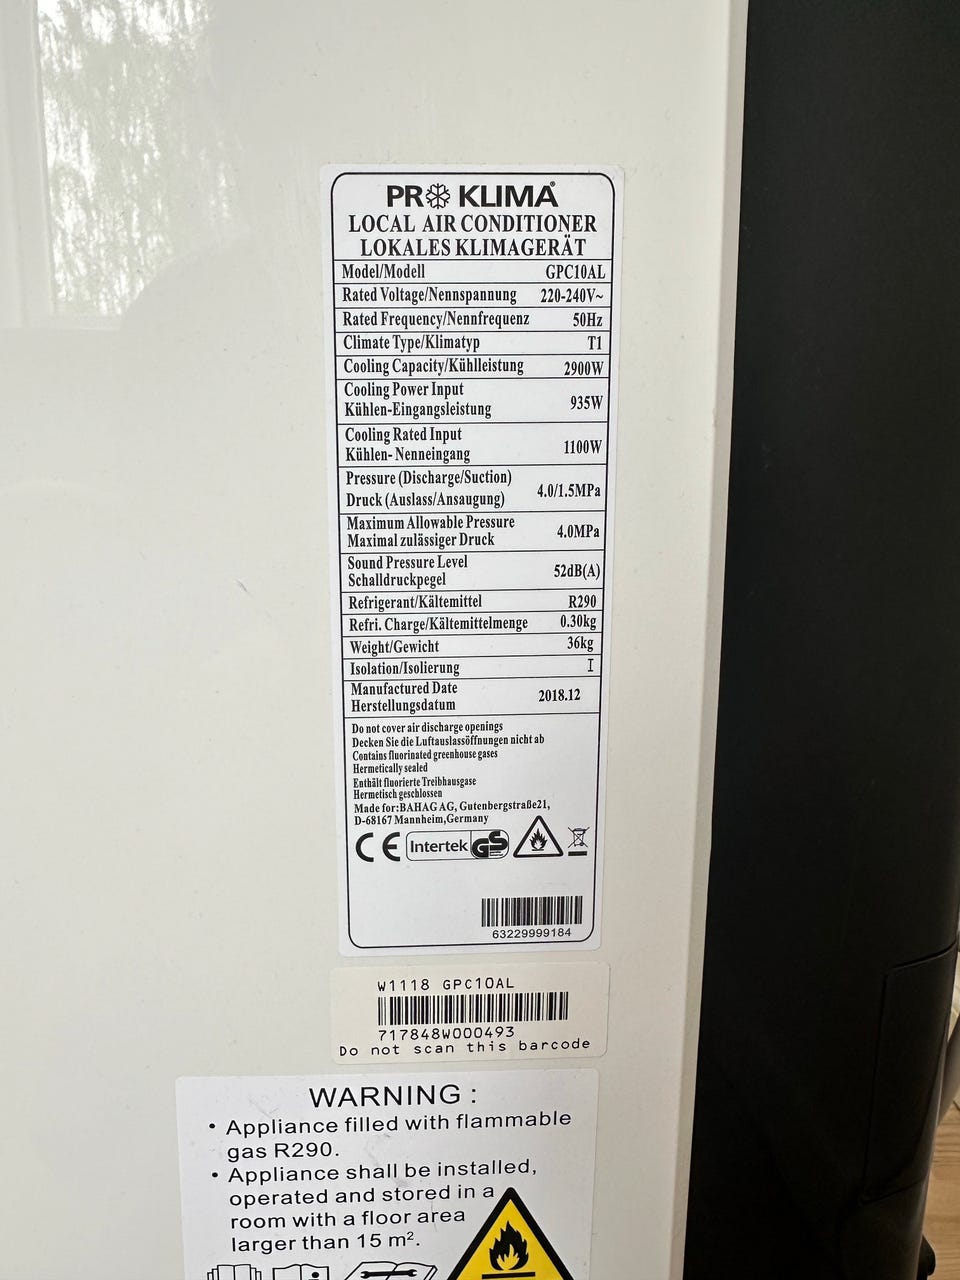 PRO KLIMA®
LOCAL AIR CONDITIONER
LOKALES KLIMAGERÄT
Model/Modell GPC10AL
Rated Voltage/Nennspannung 220-240V~
Rated Frequency/Nennfrequenz 50Hz
Climate Type/Klimatyp T1
Cooling Capacity/Kühlleistung 2900W
Cooling Power Input
Kühlen-Eingangsleistung 935W
Cooling Rated Input
Kühlen- Nenneingang 1100W
Pressure (Discharge/Suction)
Druck (Auslass/Ansaugung) 4.0/1.5MPa
Maximum Allowable Pressure
Maximal zulässiger Druck 4.0MPa
Sound Pressure Level
Schalldruckpegel 52dB(A)
Refrigerant/Kältemittel R290
Refri. Charge/Kältemittelmenge 0.30kg
Weight/Gewicht 36kg
Isolation/Isolierung I
Manufactured Date
Herstellungsdatum 2018.12
Do not cover air discharge openings
Decken Sie die Luftauslassöffnungen nicht ab
Contains fluorinated greenhouse gases
Hermetically sealed
Enthält fluorierte Treibhausgase
Hermetisch geschlossen
Made for:BAHAG AG, Gutenbergstraße21,
D-68167 Mannheim,Germany
CE Intertek GS
63229999184
W1118 GPC10AL
717848W000493
Do not scan this barcode
WARNING :
• Appliance filled with flammable
gas R290.
• Appliance shall be installed,
operated and stored in a
room with a floor area
larger than 15 m².